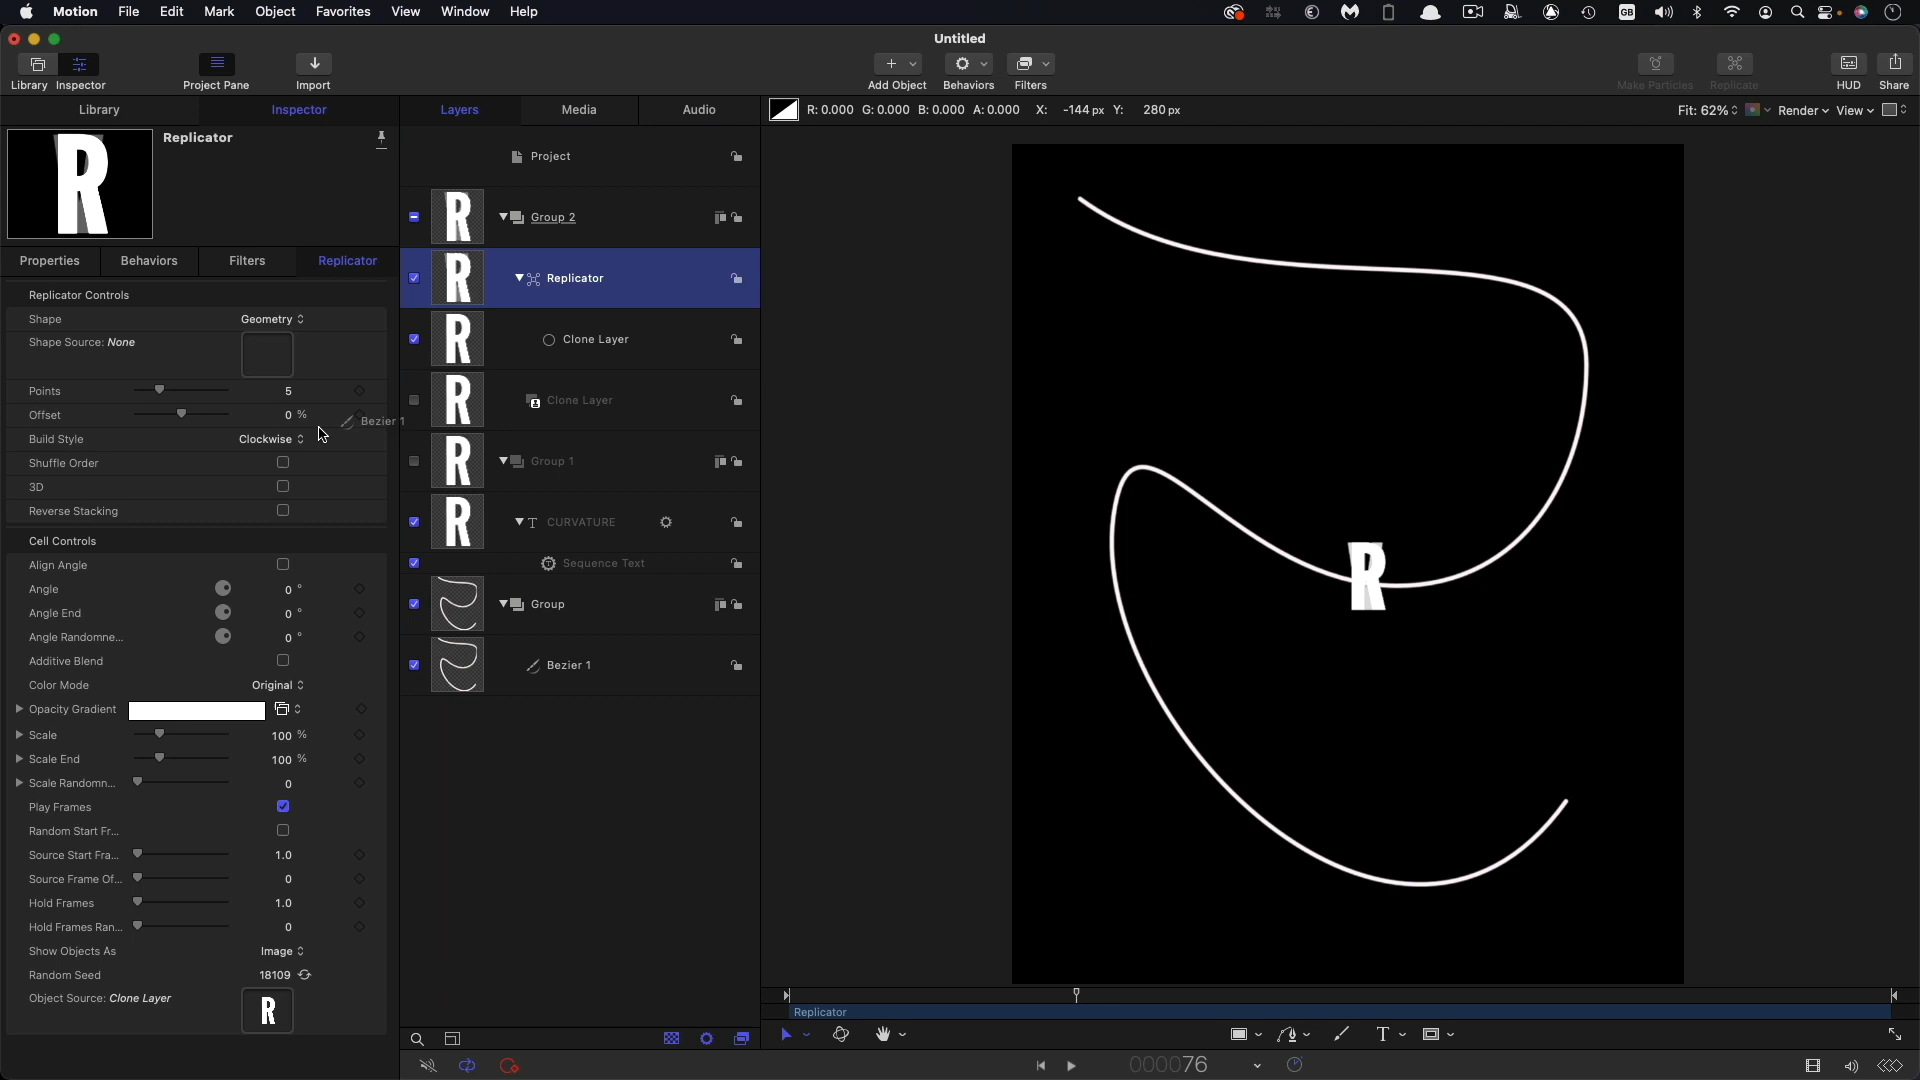 Motion File Edit Mark Object Favorites View Window Help
GB
Untitled
Library Inspector Project Pane Import Add Object Behaviors Filters Make Particles Replicate HUD Share
Library Inspector Layers Media Audio R: 0.000 G: 0.000 B: 0.000 A: 0.000 X: -144 px Y: 280 px Fit: 62% Render View
Replicator
Properties Behaviors Filters Replicator
Replicator Controls
Shape Geometry
Shape Source: None
Points 5
Offset 0 %
Build Style Clockwise
Shuffle Order
3D
Reverse Stacking
Cell Controls
Align Angle
Angle 0 °
Angle End 0 °
Angle Randomne... 0 °
Additive Blend
Color Mode Original
Opacity Gradient
Scale 100 %
Scale End 100 %
Scale Randomn... 0
Play Frames
Random Start Fr...
Source Start Fra... 1.0
Source Frame Of... 0
Hold Frames 1.0
Hold Frames Ran... 0
Show Objects As Image
Random Seed 18109
Object Source: Clone Layer
R
R
Bezier 1
Project
R Group 2
R Replicator
R Clone Layer
R Clone Layer
R Group 1
R T CURVATURE
Sequence Text
Group
Bezier 1
R
Replicator
T
000076